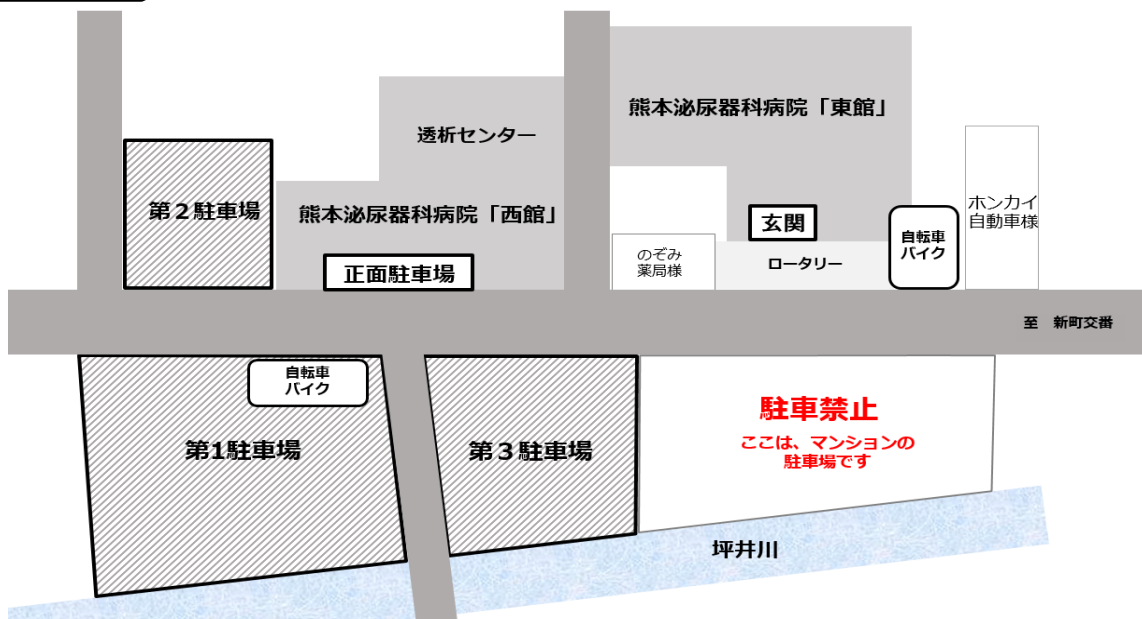 熊本泌尿器科病院「東館」
透析センター
第２駐車場
熊本泌尿器科病院「西館」
ホンカイ
自動車様
玄関
自転車
バイク
のぞみ
薬局様
ロータリー
正面駐車場
至　新町交番
自転車
バイク
駐車禁止
ここは、マンションの
駐車場です
第1駐車場
第３駐車場
坪井川